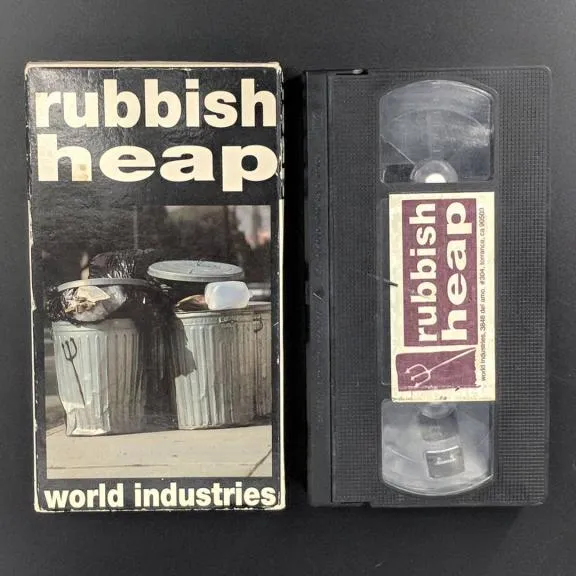 rubbish
heap
world industries
rubbish
heap
world industries, 3848 del amo. #304, torrance, ca 90503